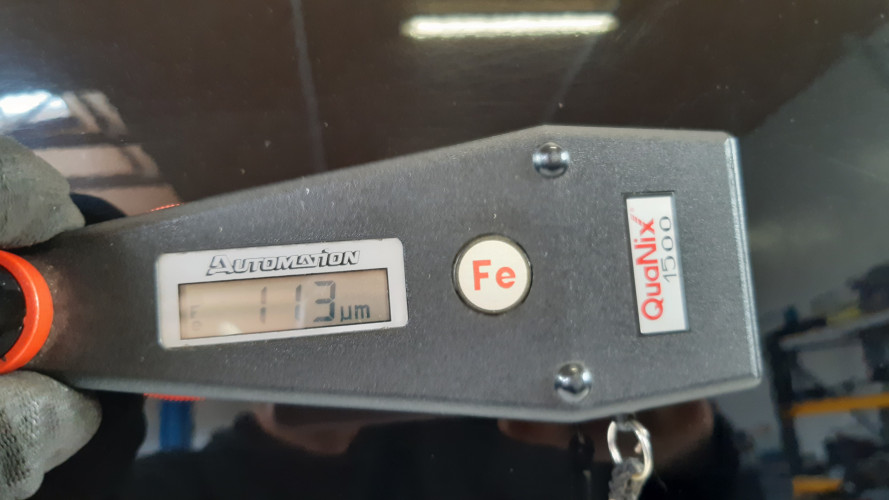 AUTOMATION
113 µm
Fe
QuaNix
1500